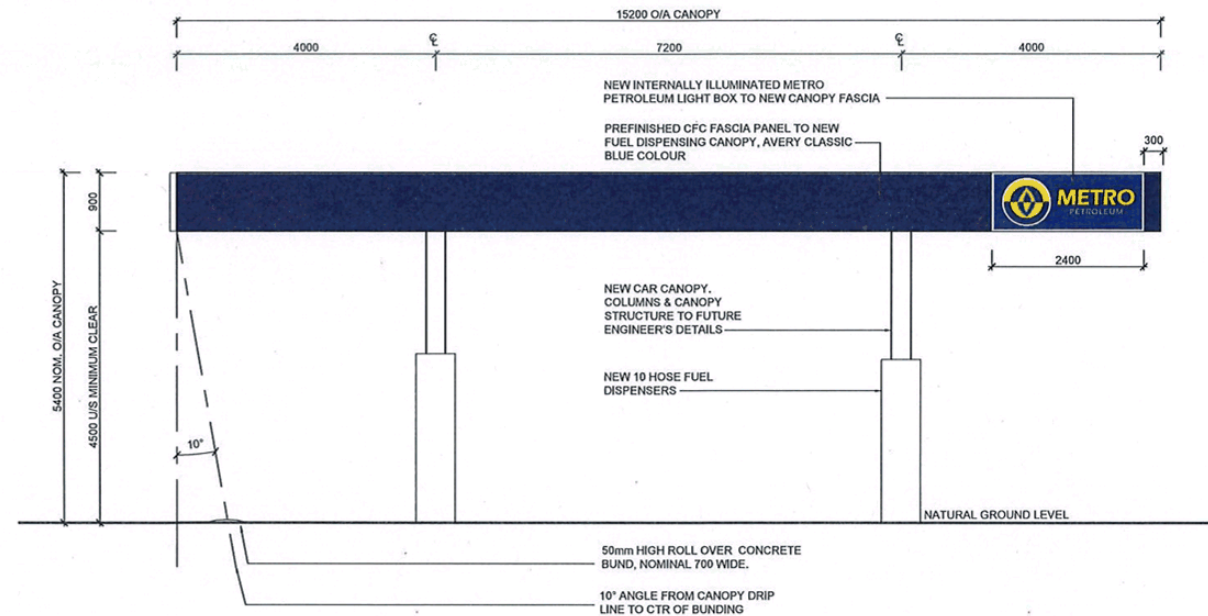 15200 O/A CANOPY
4000
7200
4000
NEW INTERNALLY ILLUMINATED METRO
PETROLEUM LIGHT BOX TO NEW CANOPY FASCIA
PREFINISHED CFC FASCIA PANEL TO NEW
FUEL DISPENSING CANOPY, AVERY CLASSIC
BLUE COLOUR
300
900
METRO
PETROLEUM
2400
5400 NOM. O/A CANOPY
4500 U/S MINIMUM CLEAR
NEW CAR CANOPY.
COLUMNS & CANOPY
STRUCTURE TO FUTURE
ENGINEER'S DETAILS
NEW 10 HOSE FUEL
DISPENSERS
10°
NATURAL GROUND LEVEL
50mm HIGH ROLL OVER CONCRETE
BUND, NOMINAL 700 WIDE.
10° ANGLE FROM CANOPY DRIP
LINE TO CTR OF BUNDING